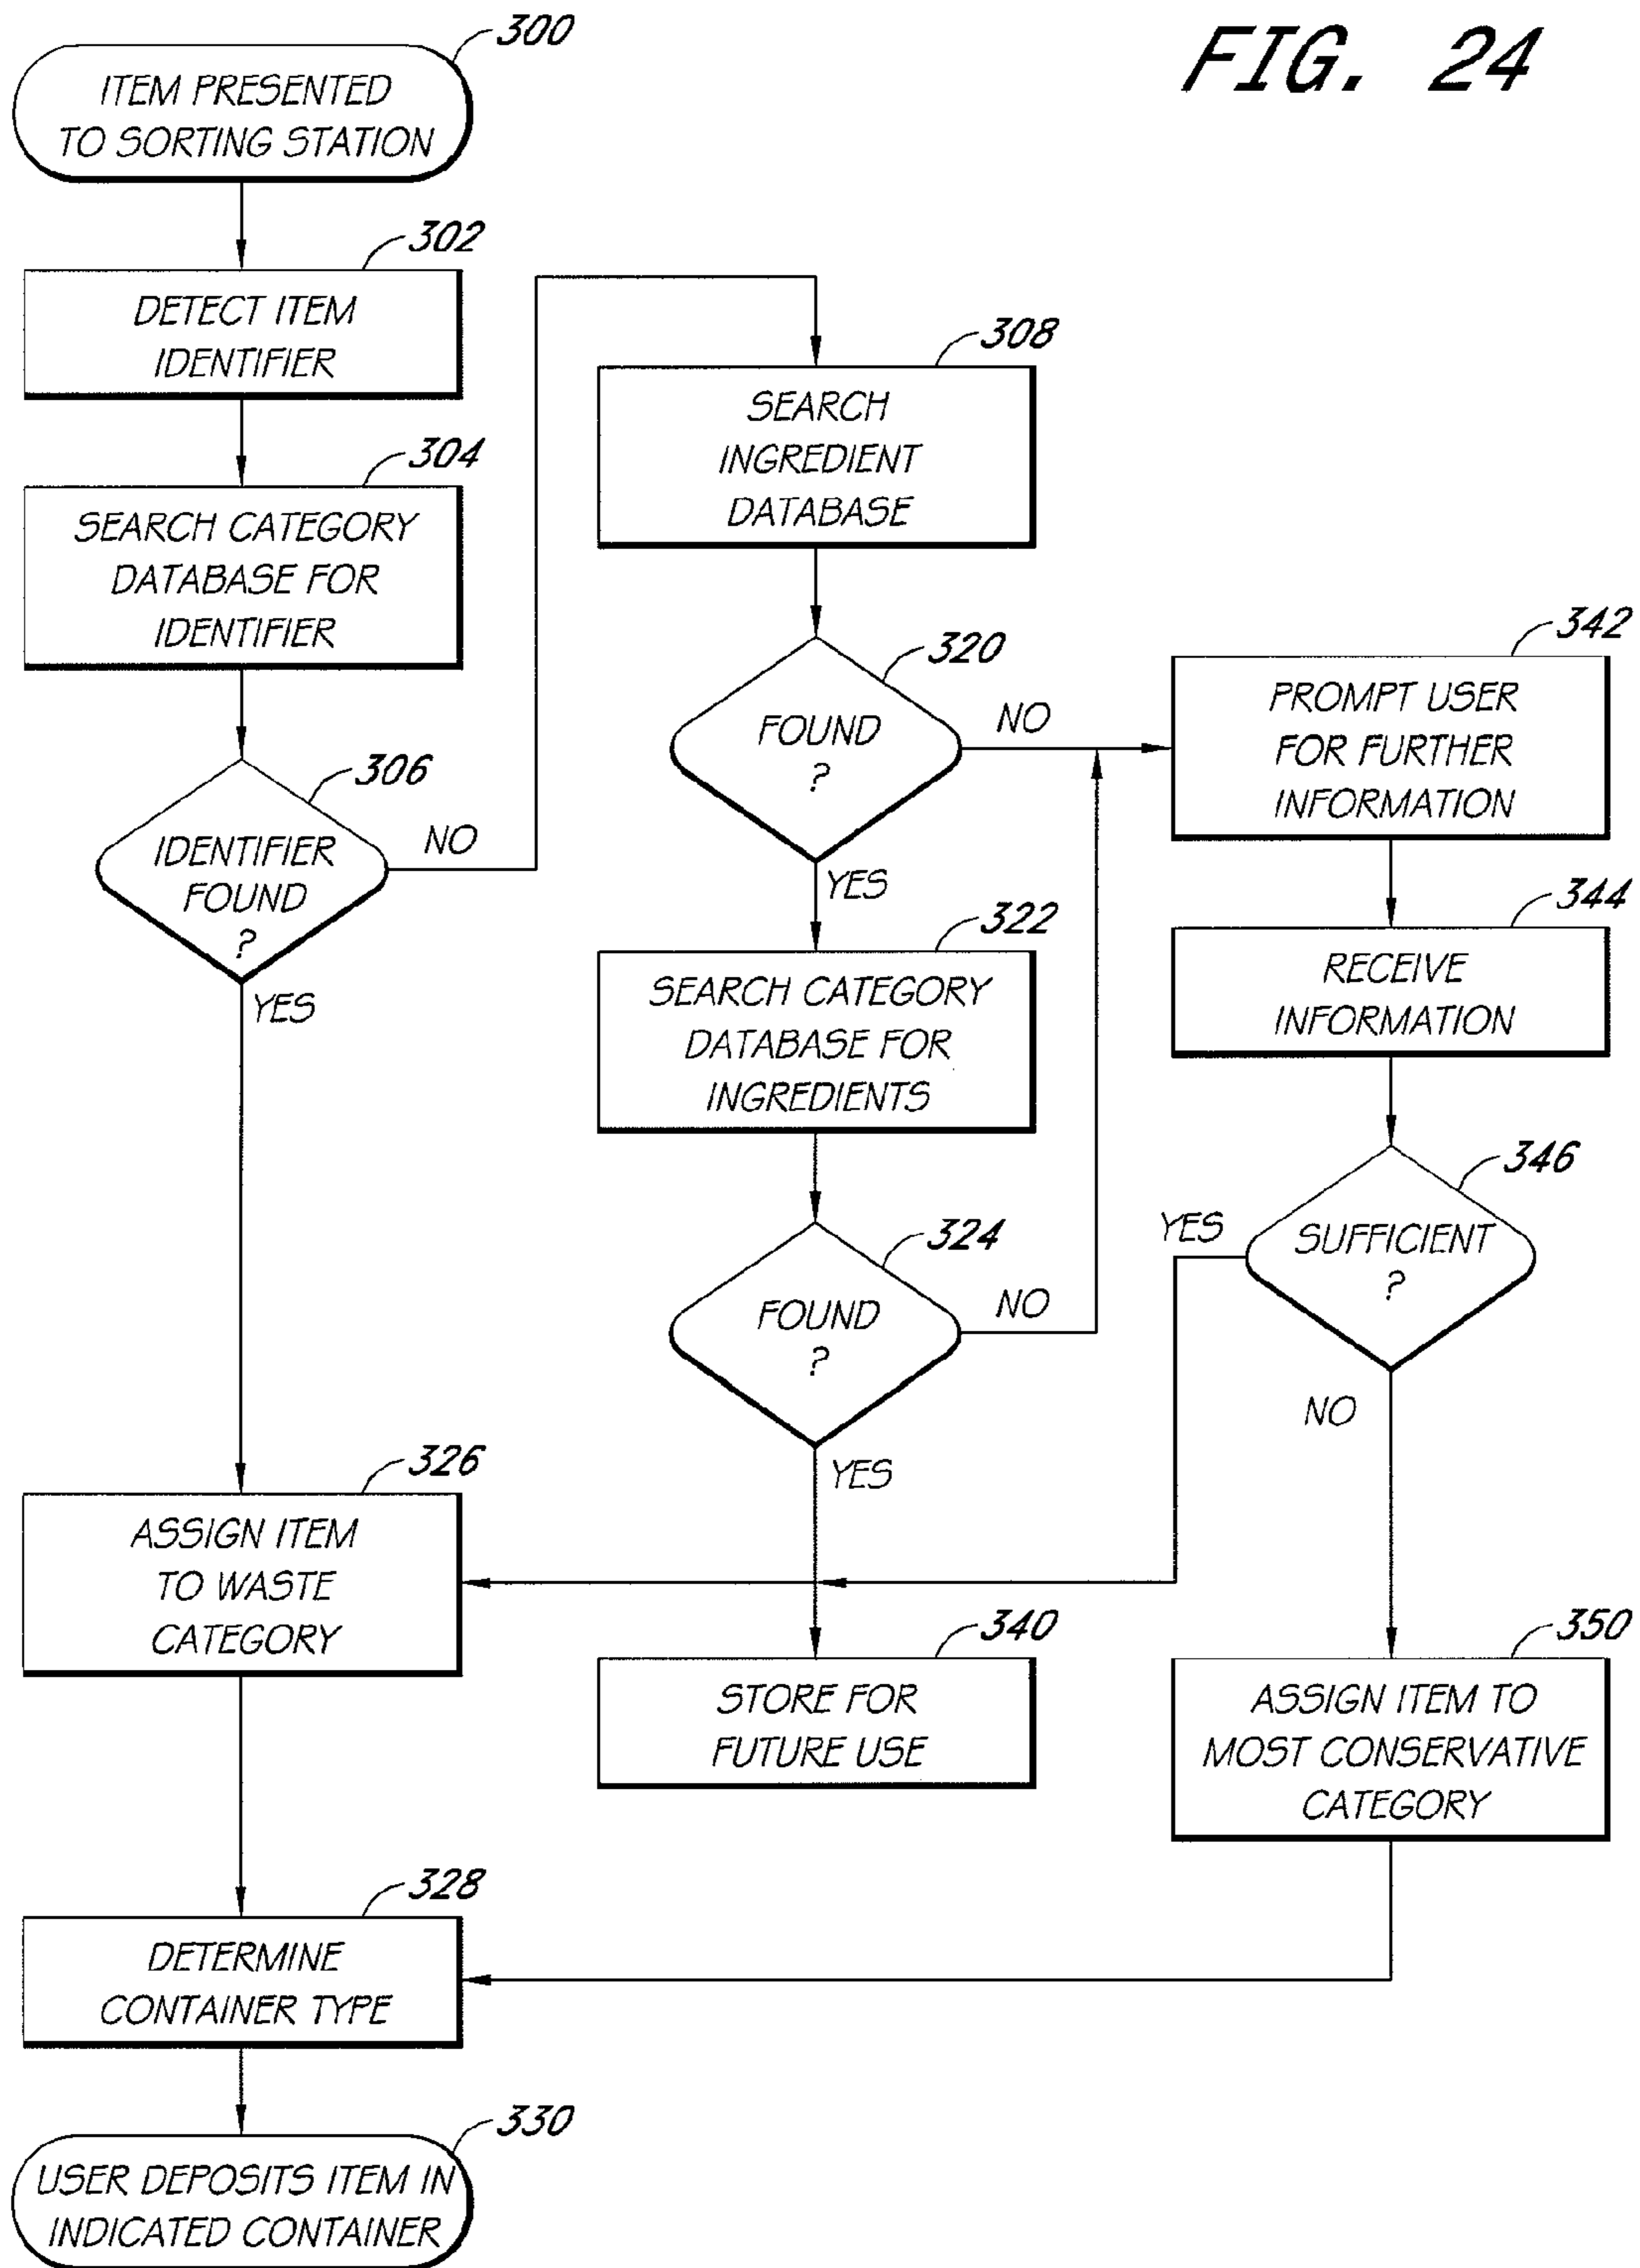 FIG. 24
300
ITEM PRESENTED
TO SORTING STATION
302
DETECT ITEM
IDENTIFIER
304
SEARCH CATEGORY
DATABASE FOR
IDENTIFIER
306
IDENTIFIER
FOUND
?
NO
YES
308
SEARCH
INGREDIENT
DATABASE
320
FOUND
?
NO
YES
322
SEARCH CATEGORY
DATABASE FOR
INGREDIENTS
324
FOUND
?
NO
YES
342
PROMPT USER
FOR FURTHER
INFORMATION
344
RECEIVE
INFORMATION
346
SUFFICIENT
?
YES
NO
326
ASSIGN ITEM
TO WASTE
CATEGORY
340
STORE FOR
FUTURE USE
350
ASSIGN ITEM TO
MOST CONSERVATIVE
CATEGORY
328
DETERMINE
CONTAINER TYPE
330
USER DEPOSITS ITEM IN
INDICATED CONTAINER